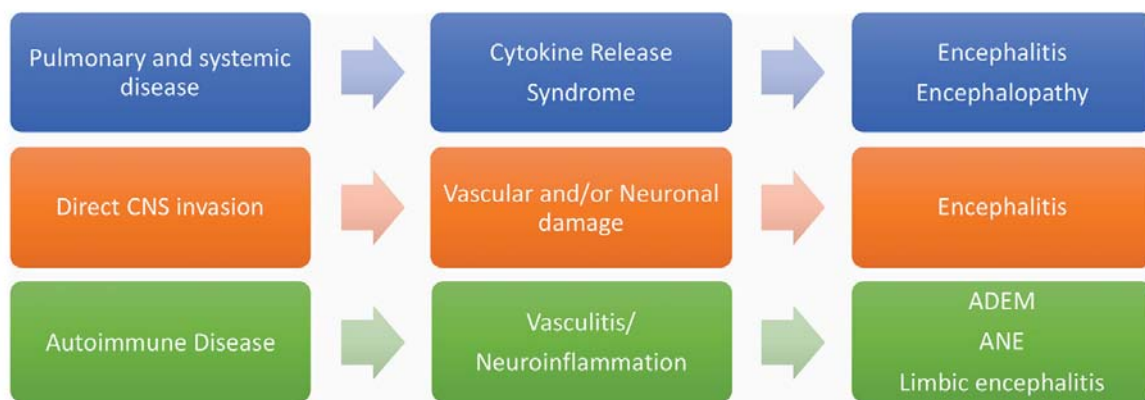 Pulmonary and systemic
disease
Cytokine Release
Syndrome
Encephalitis
Encephalopathy
Direct CNS invasion
Vascular and/or Neuronal
damage
Encephalitis
Autoimmune Disease
Vasculitis/
Neuroinflammation
ADEM
ANE
Limbic encephalitis